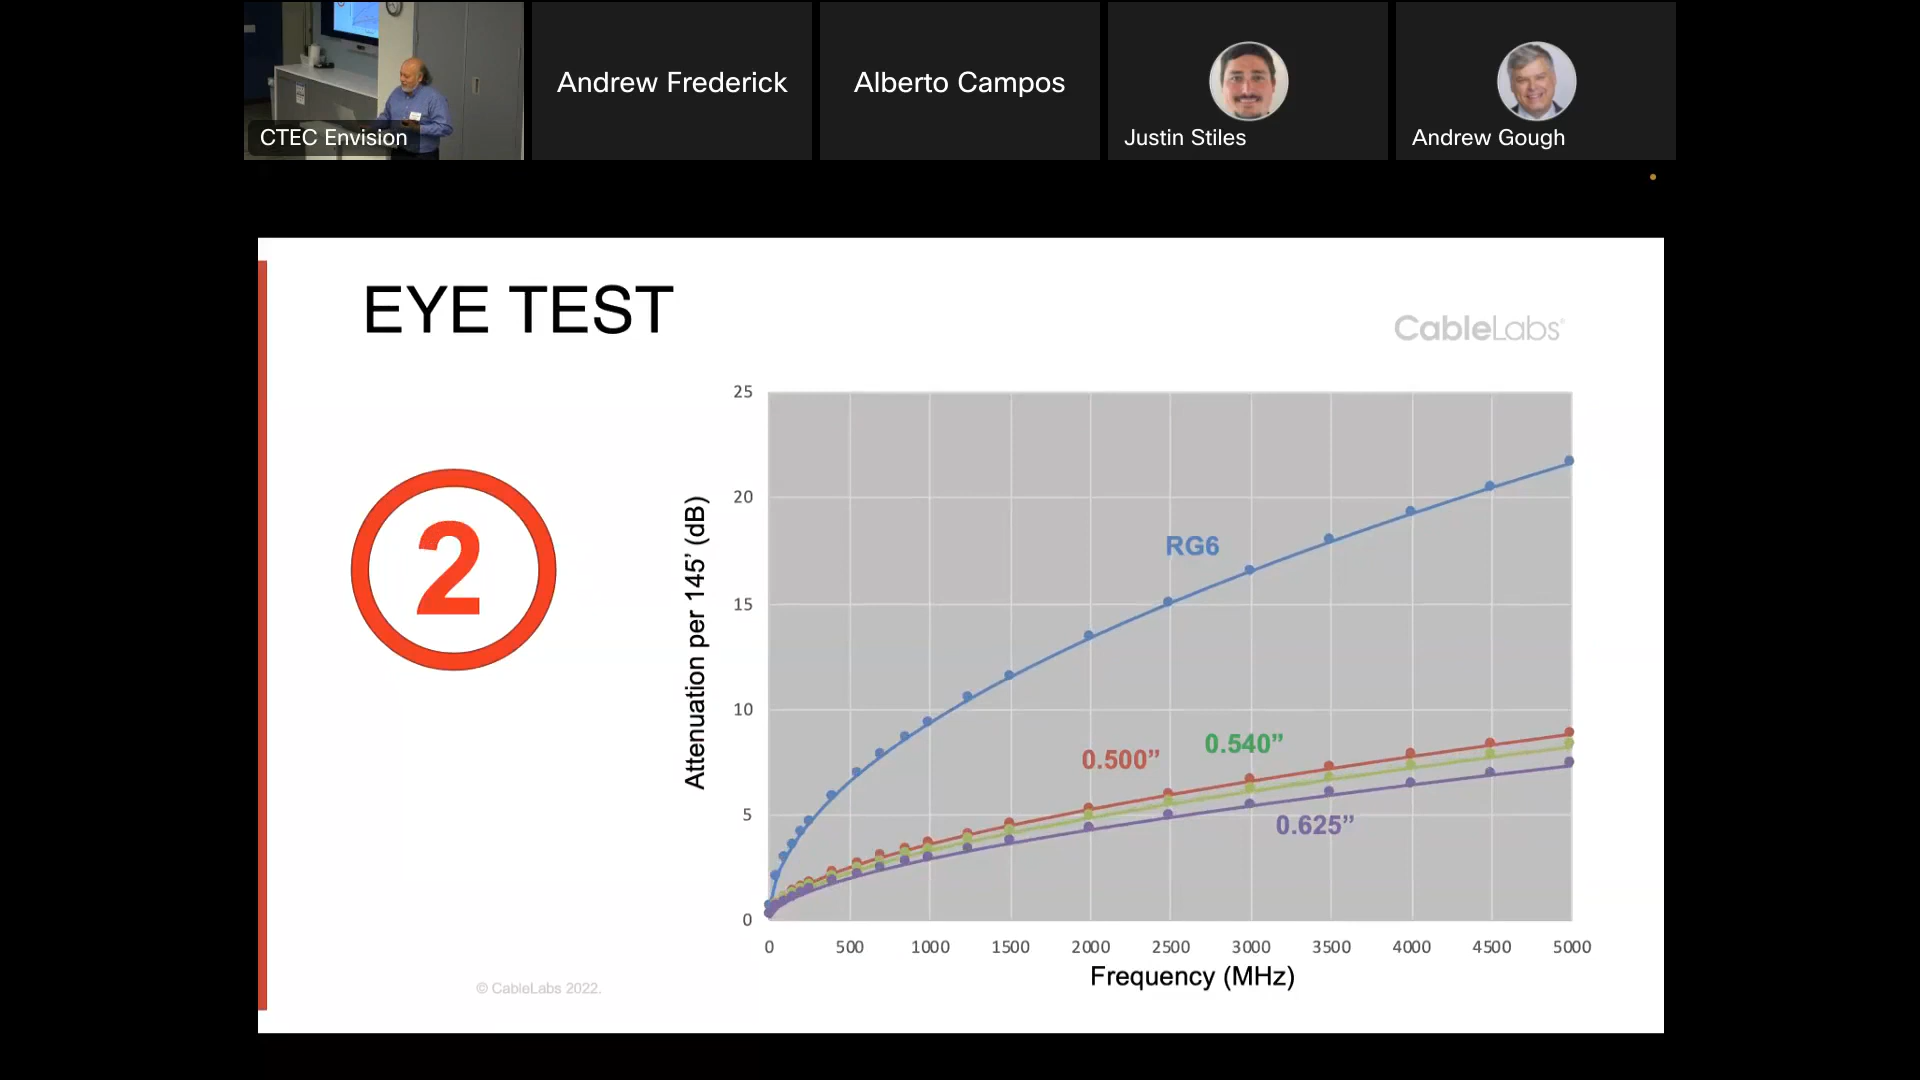 Andrew Frederick
Alberto Campos
CTEC Envision
Justin Stiles
Andrew Gough
EYE TEST
CableLabs®
2
25
20
15
10
5
0
Attenuation per 145’ (dB)
RG6
0.500”
0.540”
0.625”
0 500 1000 1500 2000 2500 3000 3500 4000 4500 5000
Frequency (MHz)
© CableLabs 2022.